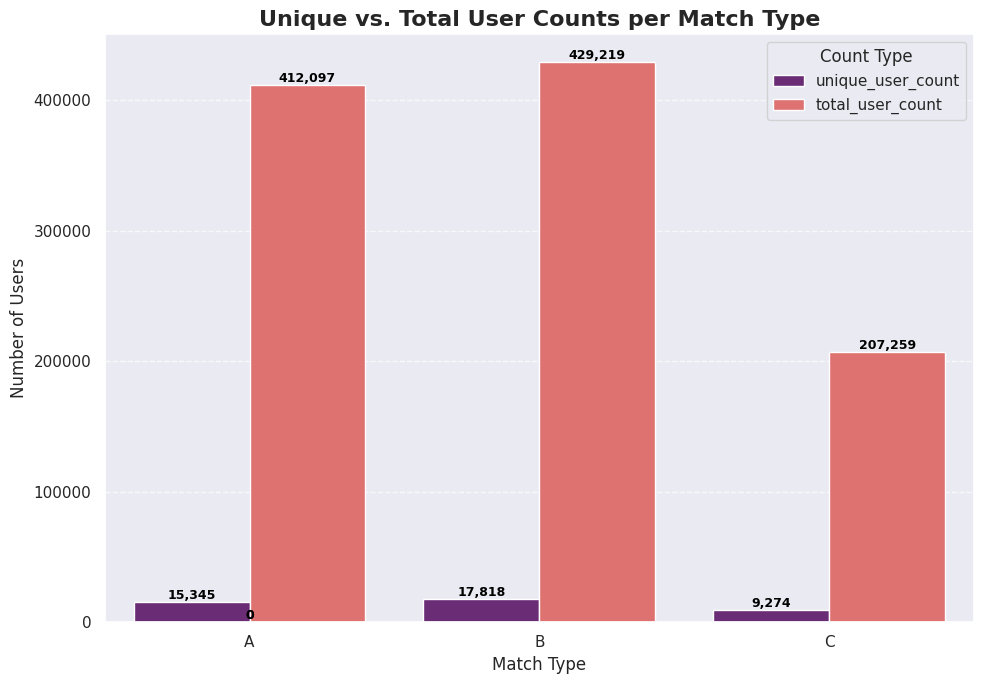 Unique vs. Total User Counts per Match Type
Count Type
unique_user_count
total_user_count
Number of Users
400000
300000
200000
100000
0
412,097
429,219
207,259
15,345
0
17,818
9,274
A
B
C
Match Type